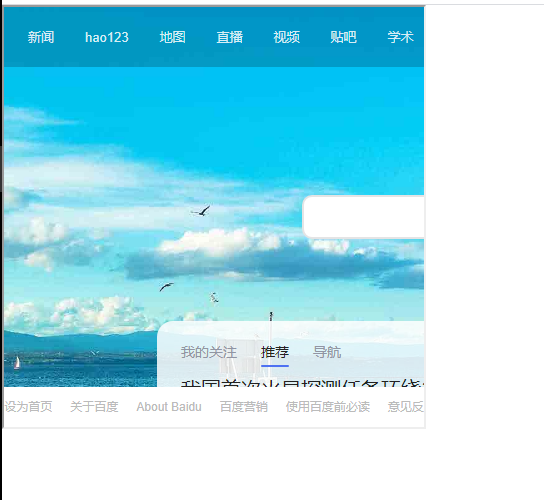 新闻 hao123 地图 直播 视频 贴吧 学术
我的关注 推荐 导航
我国首次火星探测任务环绕
设为首页 关于百度 About Baidu 百度营销 使用百度前必读 意见反